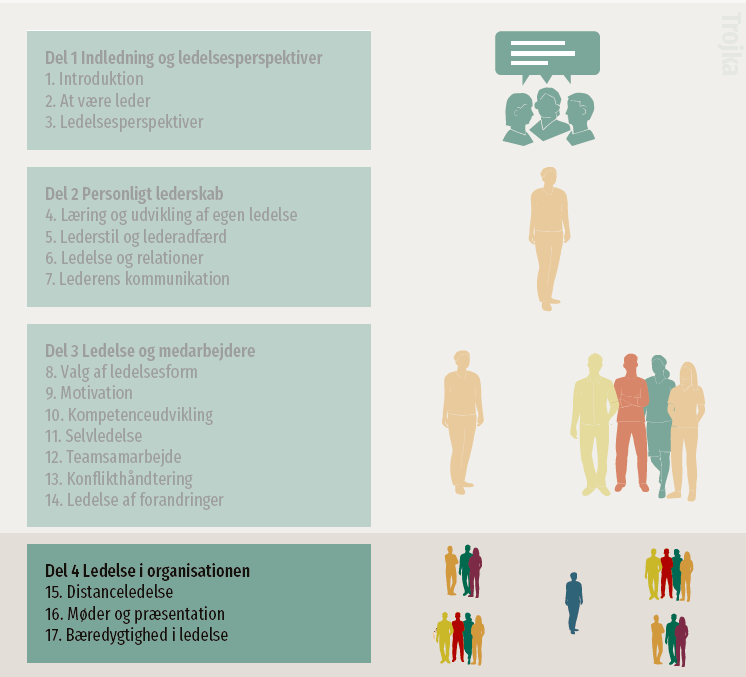 Trojka
Del 1 Indledning og ledelsesperspektiver
1. Introduktion
2. At være leder
3. Ledelsesperspektiver
Del 2 Personligt lederskab
4. Læring og udvikling af egen ledelse
5. Lederstil og lederadfærd
6. Ledelse og relationer
7. Lederens kommunikation
Del 3 Ledelse og medarbejdere
8. Valg af ledelsesform
9. Motivation
10. Kompetenceudvikling
11. Selvledelse
12. Teamsamarbejde
13. Konflikthåndtering
14. Ledelse af forandringer
Del 4 Ledelse i organisationen
15. Distanceledelse
16. Møder og præsentation
17. Bæredygtighed i ledelse